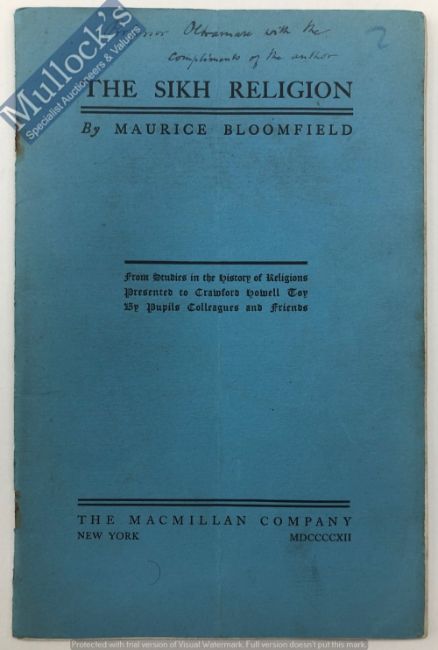 Mullock's
Specialist Auctioneers & Valuers
Professor Oltramare with the
compliments of the author
2
THE SIKH RELIGION
By MAURICE BLOOMFIELD
From Studies in the History of Religions
Presented to Crawford Howell Toy
By Pupils Colleagues and Friends
THE MACMILLAN COMPANY
NEW YORK MDCCCCXII
Protected with trial version of Visual Watermark. Full version doesn't put this mark.